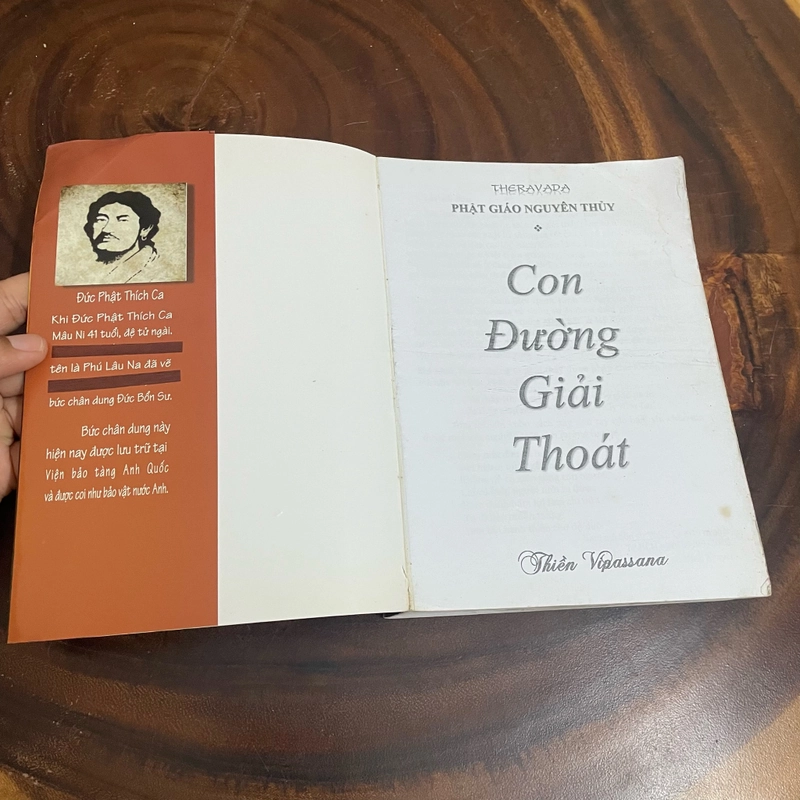 Đức Phật Thích Ca
Khi Đức Phật Thích Ca
Mâu Ni 41 tuổi, đệ tử ngài,
tên là Phú Lâu Na đã vẽ
bức chân dung Đức Bổn Sư.
Bức chân dung này
hiện nay được lưu trữ tại
Viện bảo tàng Anh Quốc
và được coi như bảo vật nước Anh.
THERAVADA
PHẬT GIÁO NGUYÊN THỦY
Con
Đường
Giải
Thoát
Thiền Vipassana